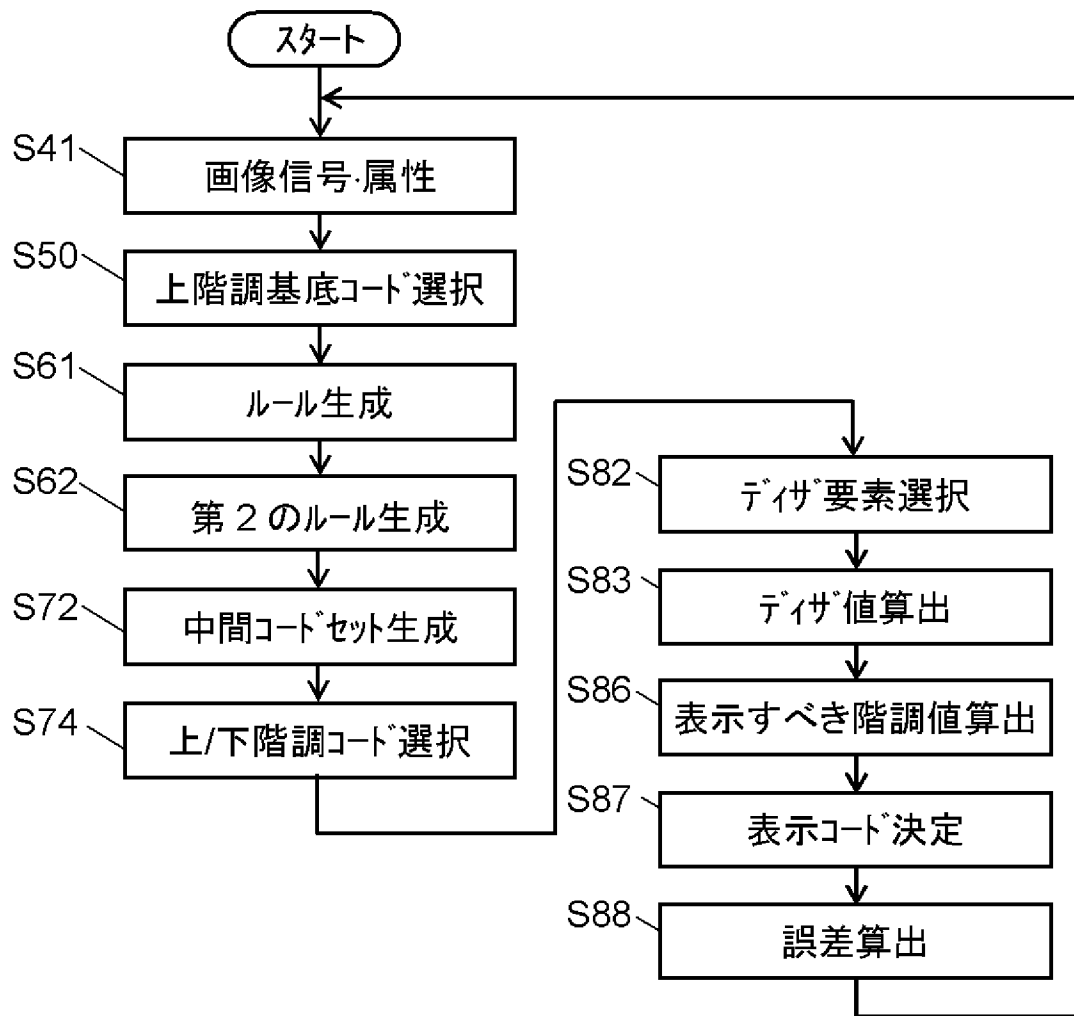 スタート
S41
画像信号・属性
S50
上階調基底ｺｰﾄﾞ選択
S61
ﾙｰﾙ生成
S62
第２のﾙｰﾙ生成
S72
中間ｺｰﾄﾞｾｯﾄ生成
S74
上/下階調ｺｰﾄﾞ選択
S82
ﾃﾞｨｻﾞ要素選択
S83
ﾃﾞｨｻﾞ値算出
S86
表示すべき階調値算出
S87
表示ｺｰﾄﾞ決定
S88
誤差算出